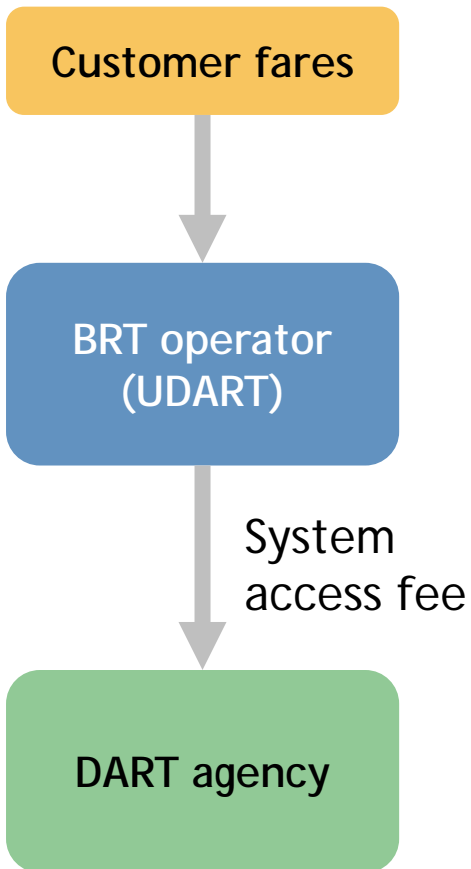 Customer fares
BRT operator
(UDART)
System
access fee
DART agency